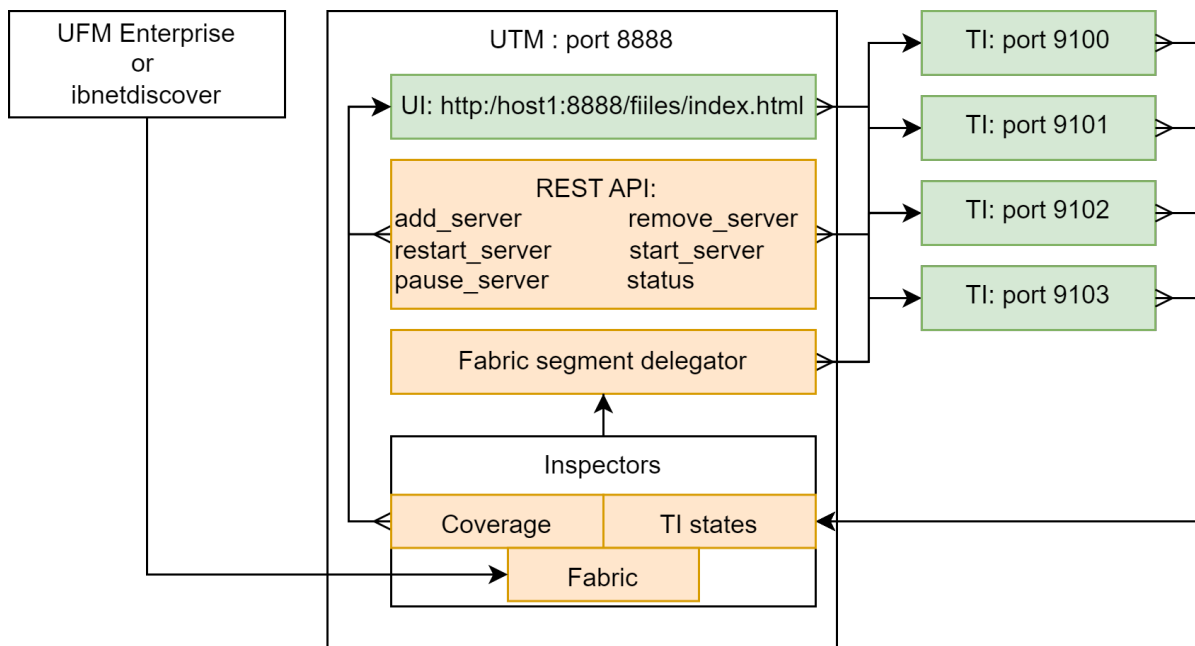 UFM Enterprise
or
ibnetdiscover
UTM : port 8888
UI: http:/host1:8888/fiiles/index.html
REST API:
add_server remove_server
restart_server start_server
pause_server status
Fabric segment delegator
Inspectors
Coverage TI states
Fabric
TI: port 9100
TI: port 9101
TI: port 9102
TI: port 9103